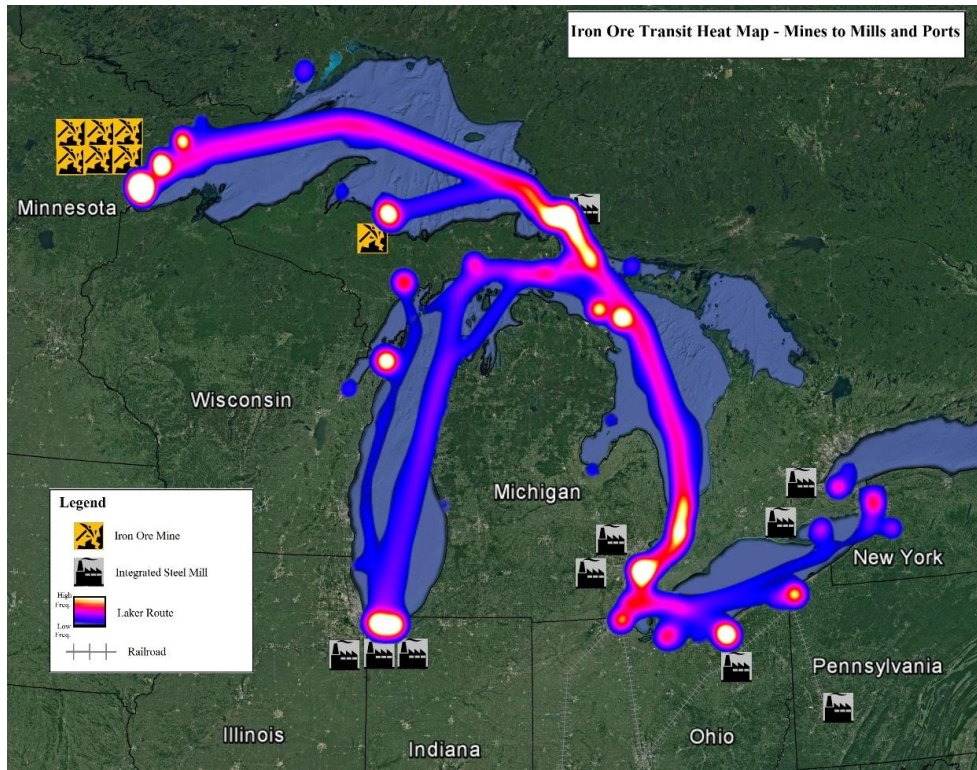 Iron Ore Transit Heat Map - Mines to Mills and Ports
Minnesota
Wisconsin
Michigan
New York
Pennsylvania
Illinois
Indiana
Ohio
Legend
Iron Ore Mine
Integrated Steel Mill
High
Freq.
Laker Route
Low
Freq.
Railroad